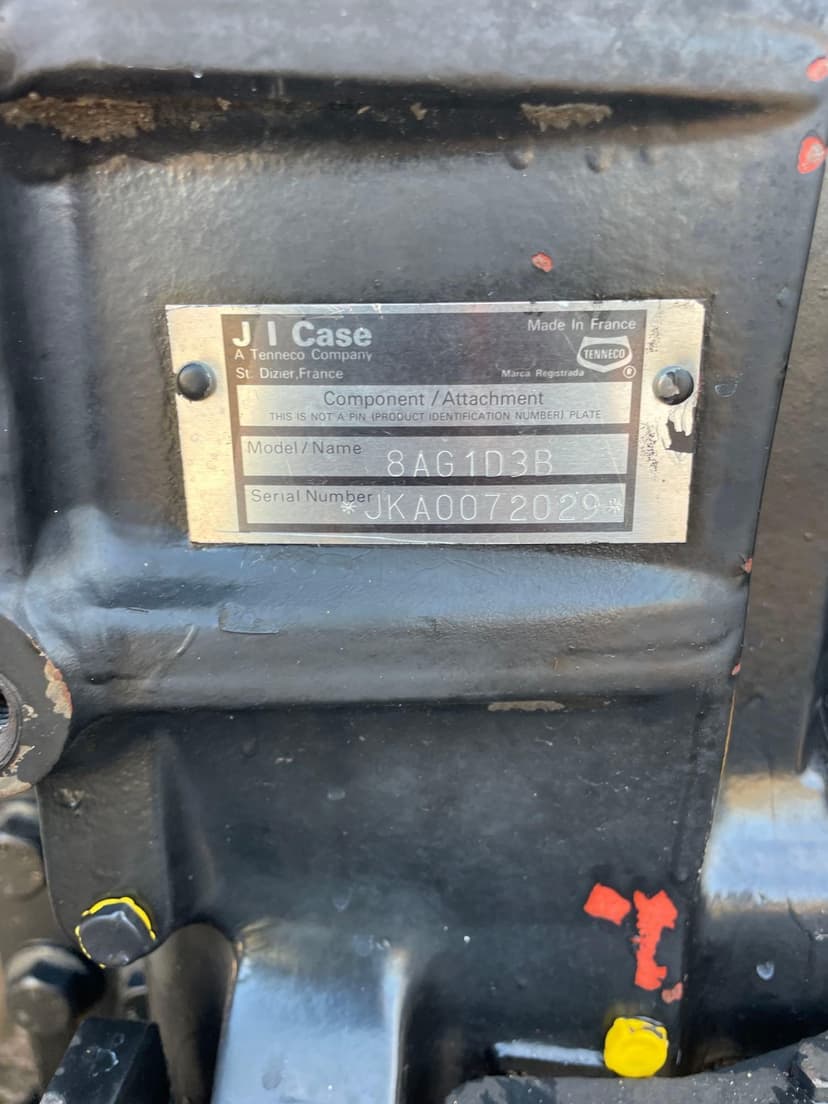 J I Case
A Tenneco Company
St. Dizier,France
Made In France
TENNECO
Marca Registrada ®
Component / Attachment
THIS IS NOT A PIN (PRODUCT IDENTIFICATION NUMBER) PLATE
Model / Name 8AG1D3B
Serial Number *JKA0072029*